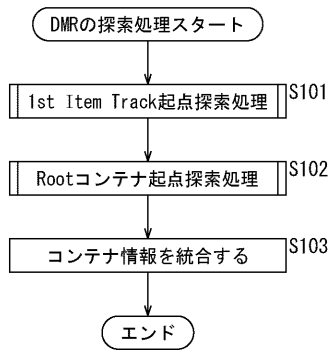 DMRの探索処理スタート
1st Item Track起点探索処理
S101
Rootコンテナ起点探索処理
S102
コンテナ情報を統合する
S103
エンド